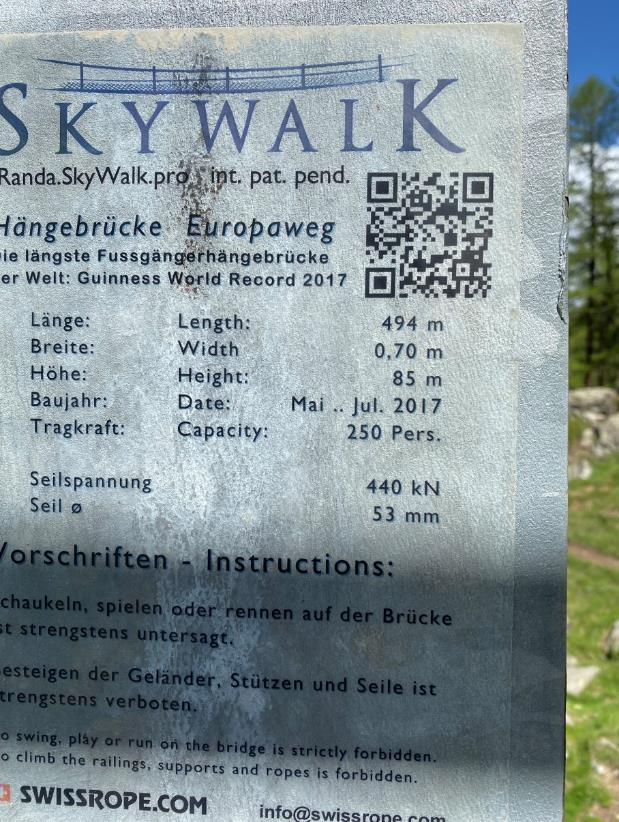 SKYWALK
Randa.SkyWalk.pro int. pat. pend.
Hängebrücke Europaweg
ie längste Fussgängerhängebrücke
er Welt: Guinness World Record 2017
Länge: Length: 494 m
Breite: Width 0,70 m
Höhe: Height: 85 m
Baujahr: Date: Mai .. Jul. 2017
Tragkraft: Capacity: 250 Pers.
Seilspannung 440 kN
Seil ø 53 mm
Vorschriften - Instructions:
chaukeln, spielen oder rennen auf der Brücke
st strengstens untersagt.
esteigen der Geländer, Stützen und Seile ist
trengstens verboten.
o swing, play or run on the bridge is strictly forbidden.
o climb the railings, supports and ropes is forbidden.
SWISSROPE.COM info@swissrope.com